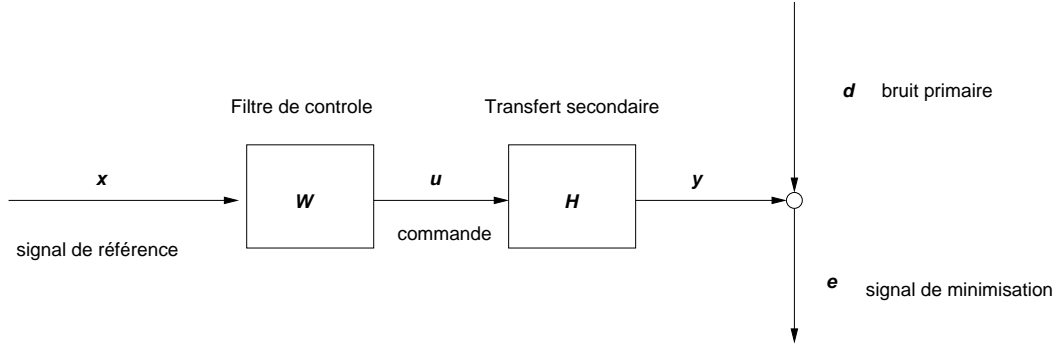 d bruit primaire
Filtre de controle
Transfert secondaire
x
W
u
H
y
signal de référence
commande
e signal de minimisation